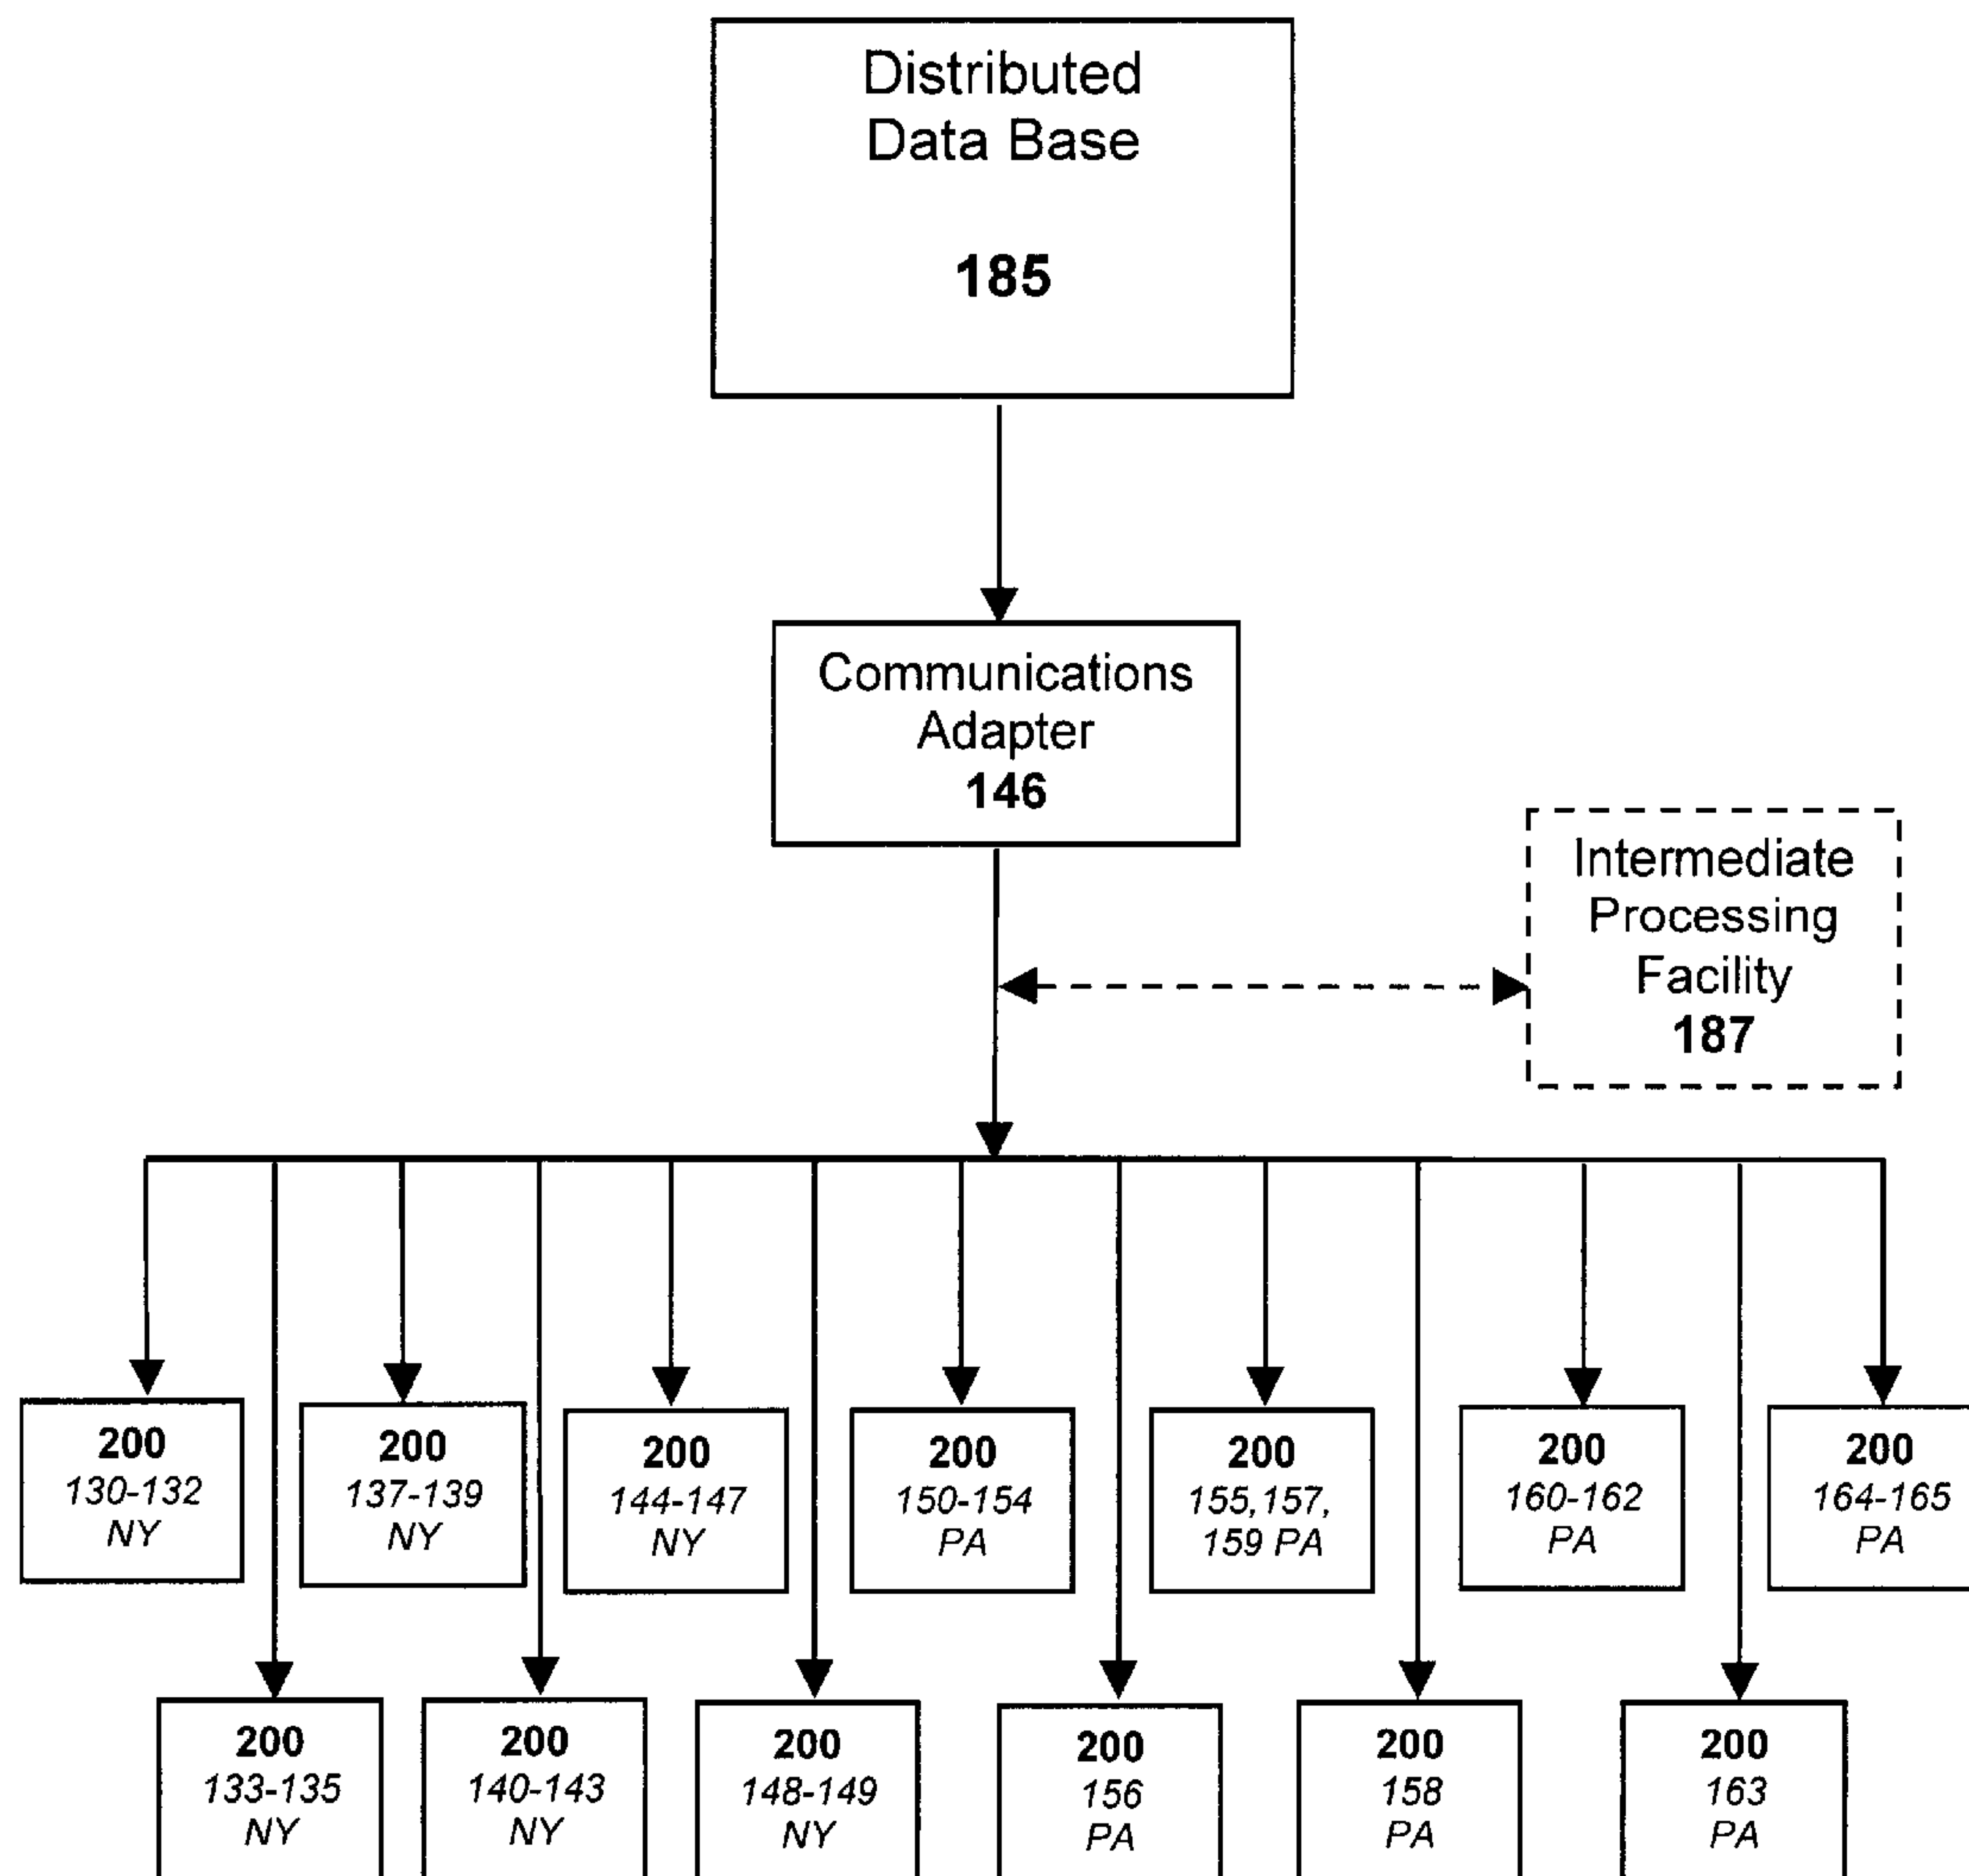 Distributed
Data Base
185
Communications
Adapter
146
Intermediate
Processing
Facility
187
200
130-132
NY
200
137-139
NY
200
144-147
NY
200
150-154
PA
200
155,157,
159 PA
200
160-162
PA
200
164-165
PA
200
133-135
NY
200
140-143
NY
200
148-149
NY
200
156
PA
200
158
PA
200
163
PA